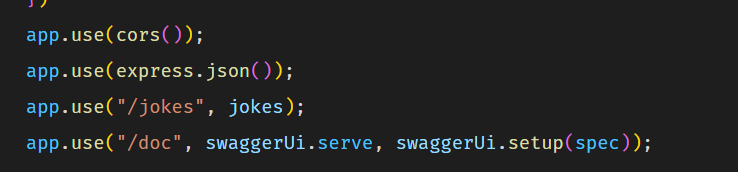 })
app.use(cors());
app.use(express.json());
app.use("/jokes", jokes);
app.use("/doc", swaggerUi.serve, swaggerUi.setup(spec));